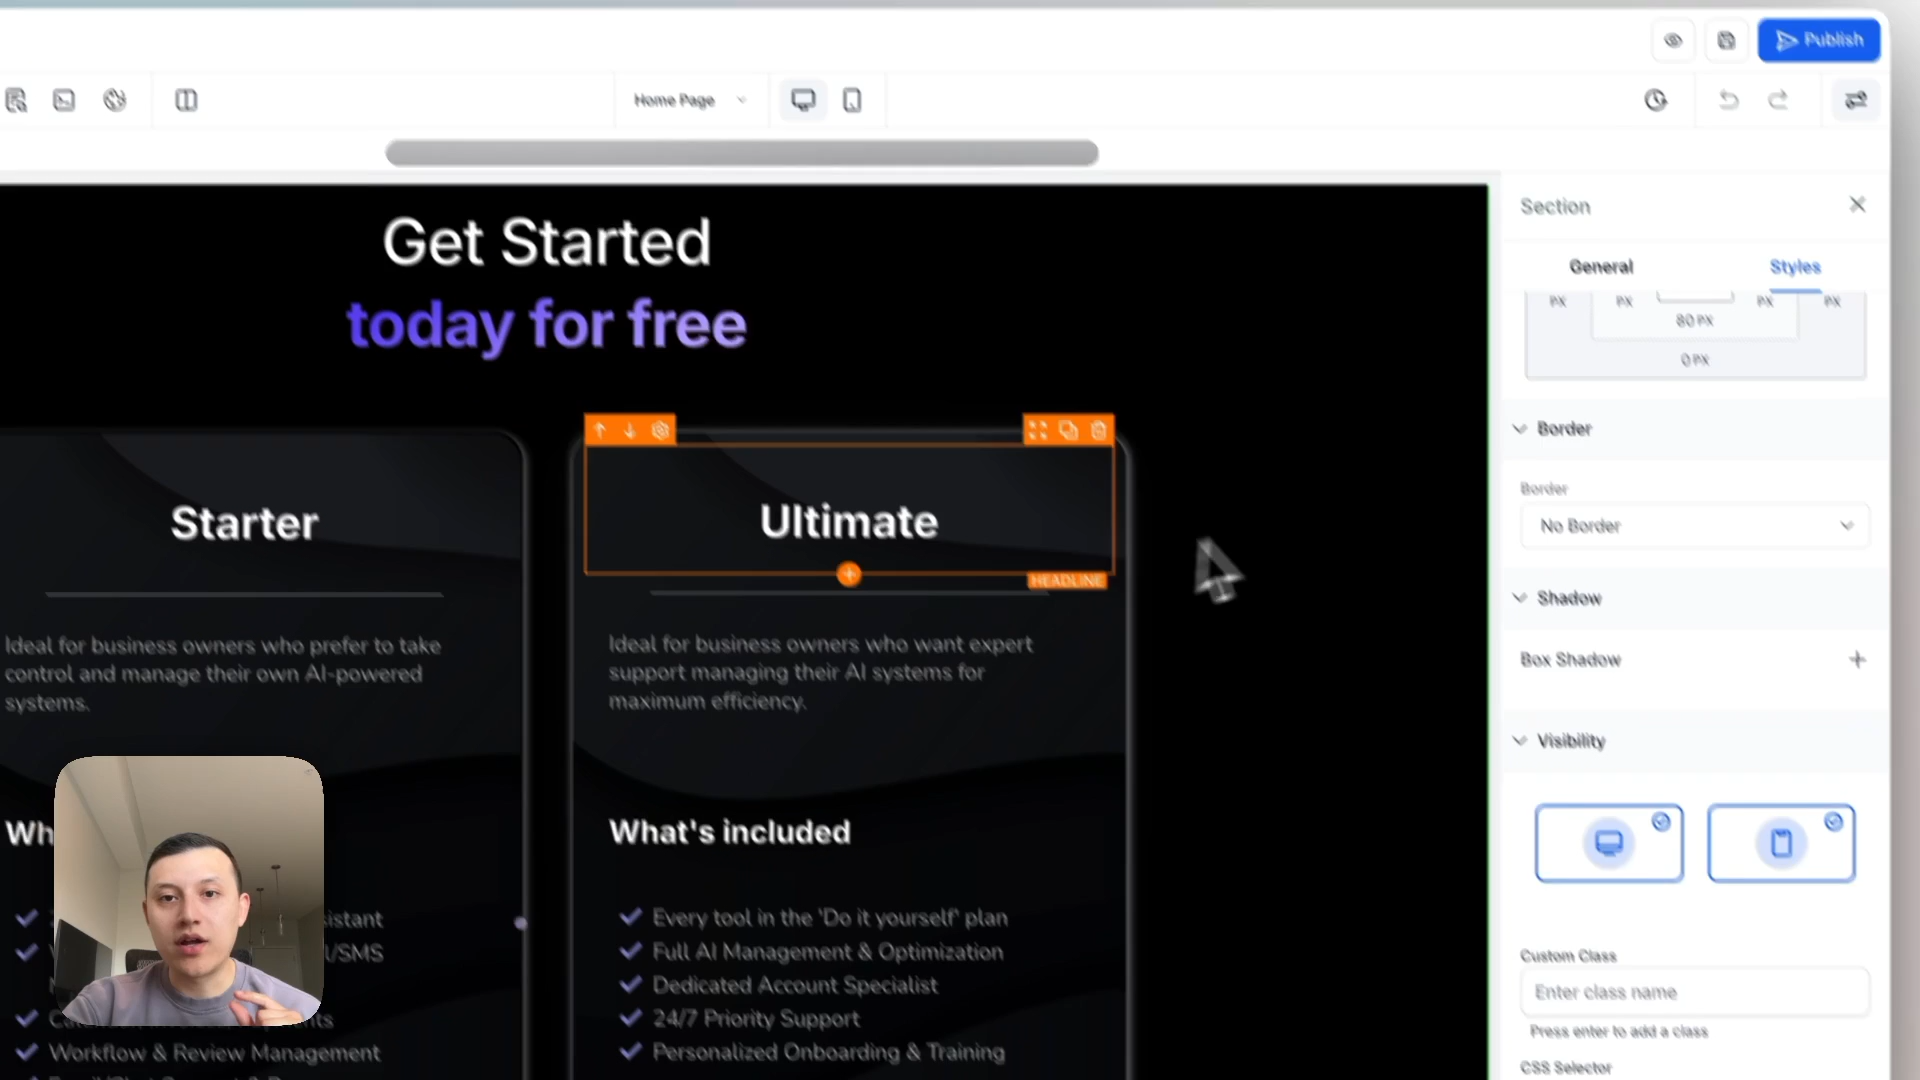 Publish
Home Page
Section
General
Styles
PX
PX
PX
PX
80 PX
0 PX
Get Started
today for free
Border
Border
No Border
Shadow
Box Shadow
Visibility
Custom Class
Enter class name
Press enter to add a class
CSS Selector
Starter
Ideal for business owners who prefer to take
control and manage their own AI-powered
systems.
Wh
istant
l/SMS
nts
Workflow & Review Management
Ultimate
HEADLINE
Ideal for business owners who want expert
support managing their AI systems for
maximum efficiency.
What's included
Every tool in the 'Do it yourself' plan
Full AI Management & Optimization
Dedicated Account Specialist
24/7 Priority Support
Personalized Onboarding & Training